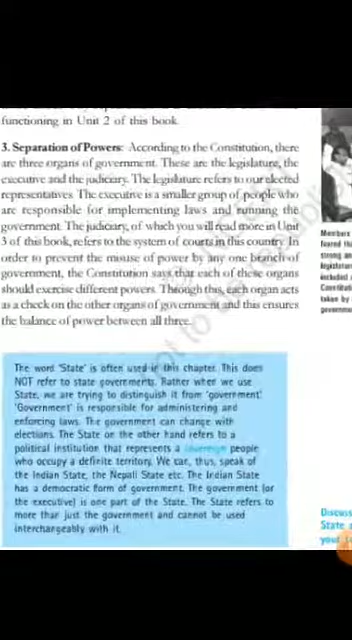 functioning in Unit 2 of this book.
3. Separation of Powers: According to the Constitution, there
are three organs of government. These are the legislature, the
executive and the judiciary. The legislature refers to our elected
representatives. The executive is a smaller group of people who
are responsible for implementing laws and running the
government. The judiciary, of which you will read more in Unit
3 of this book, refers to the system of courts in this country. In
order to prevent the misuse of power by any one branch of
government, the Constitution says that each of these organs
should exercise different powers. Through this, each organ acts
as a check on the other organs of government and this ensures
the balance of power between all three.
The word 'State' is often used in this chapter. This does
NOT refer to state governments. Rather when we use
State, we are trying to distinguish it from 'government'.
'Government' is responsible for administering and
enforcing laws. The government can change with
elections. The State on the other hand refers to a
political institution that represents a sovereign people
who occupy a definite territory. We can, thus, speak of
the Indian State, the Nepali State etc. The Indian State
has a democratic form of government. The government (or
the executive) is one part of the State. The State refers to
more than just the government and cannot be used
interchangeably with it.
Members
feared tha
strong an
legislature
included
Constituti
taken by
governmen
Discuss
State a
your